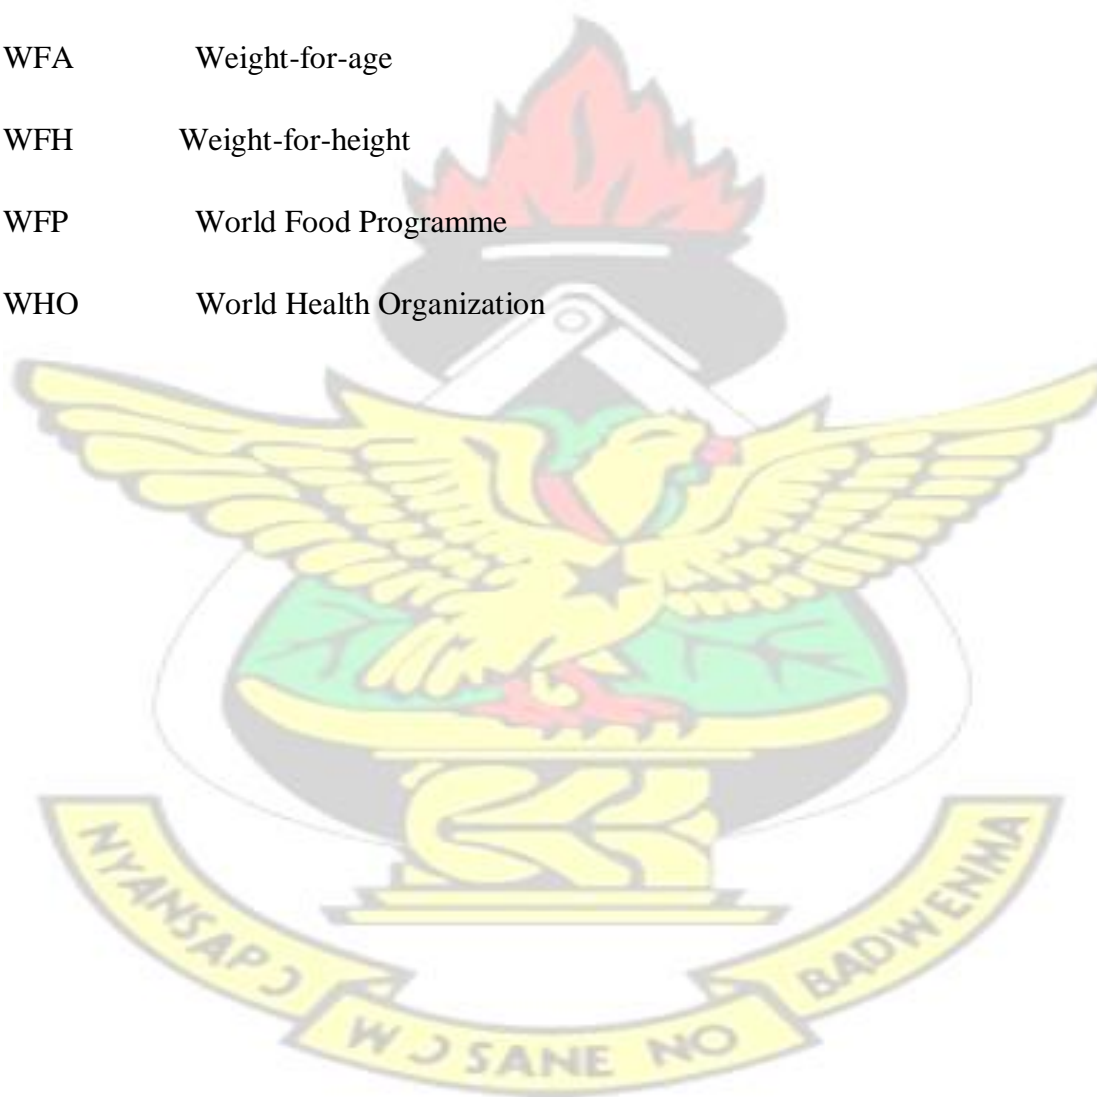 WFA Weight-for-age
WFH Weight-for-height
WFP World Food Programme
WHO World Health Organization
NYANSAPƆ WƆ SANE NO BADWENMA